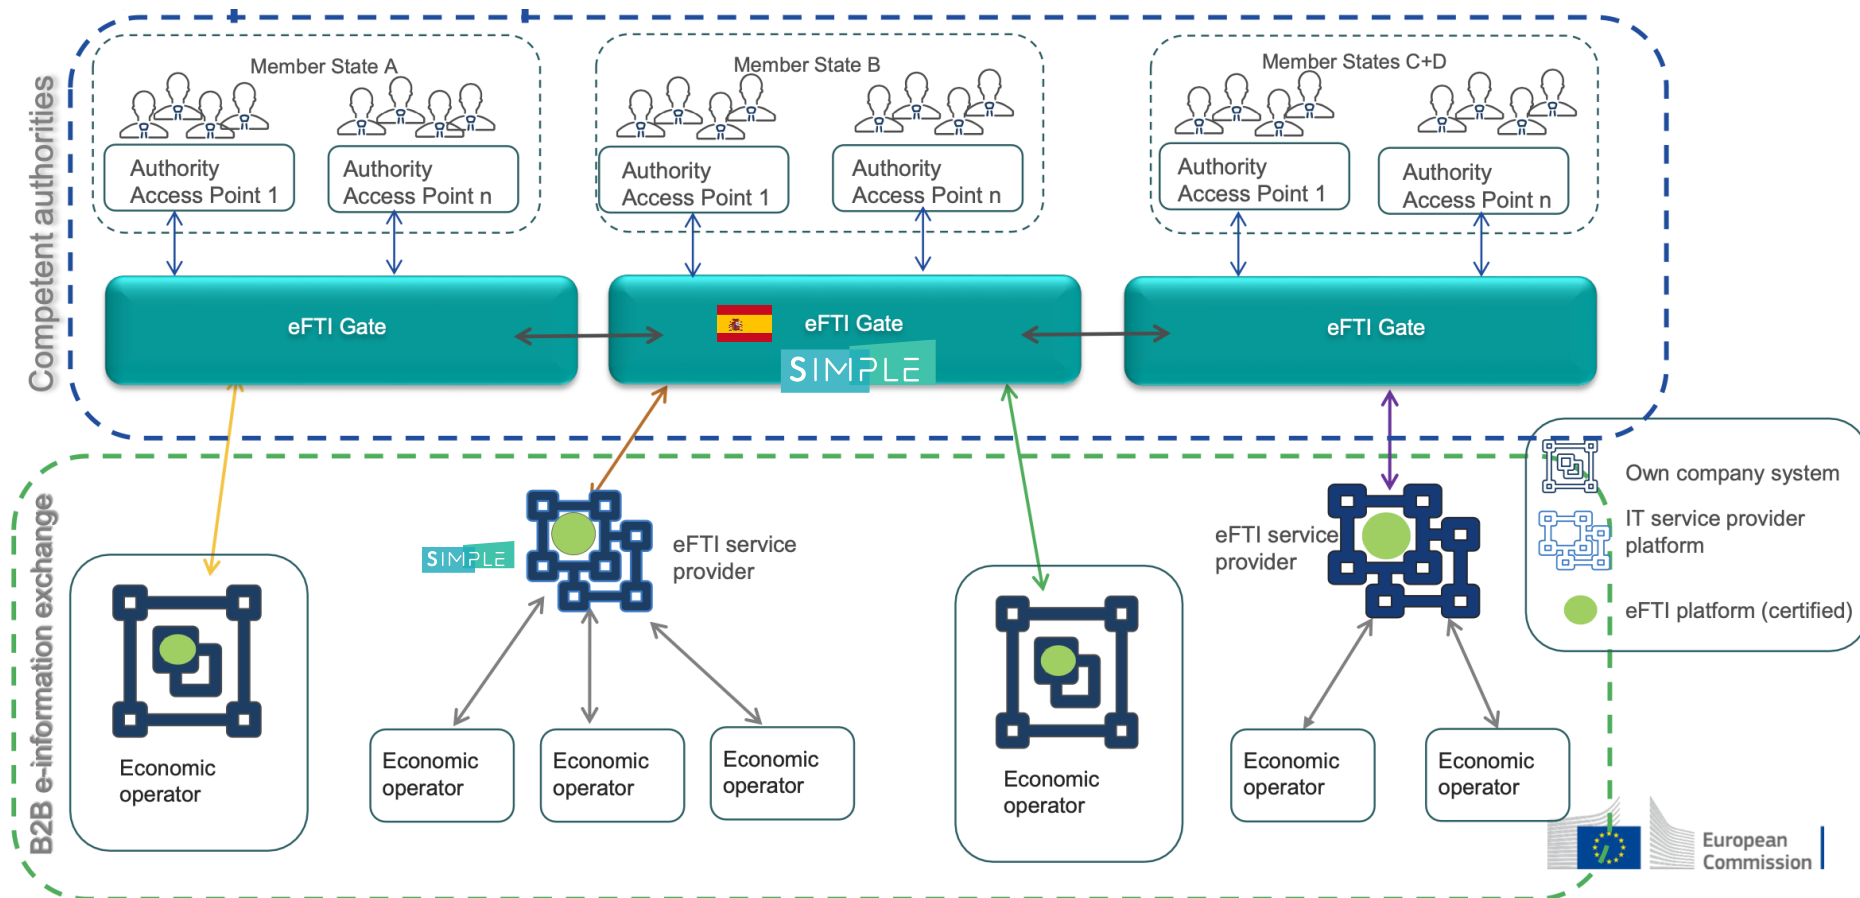 Competent authorities
Member State A
Member State B
Member States C+D
Authority
Access Point 1
Authority
Access Point n
Authority
Access Point 1
Authority
Access Point n
Authority
Access Point 1
Authority
Access Point n
eFTI Gate
eFTI Gate
SIMPLE
eFTI Gate
B2B e-information exchange
Economic
operator
SIMPLE
eFTI service
provider
Economic
operator
Economic
operator
Economic
operator
Economic
operator
eFTI service
provider
Economic
operator
Economic
operator
Own company system
IT service provider
platform
eFTI platform (certified)
European
Commission